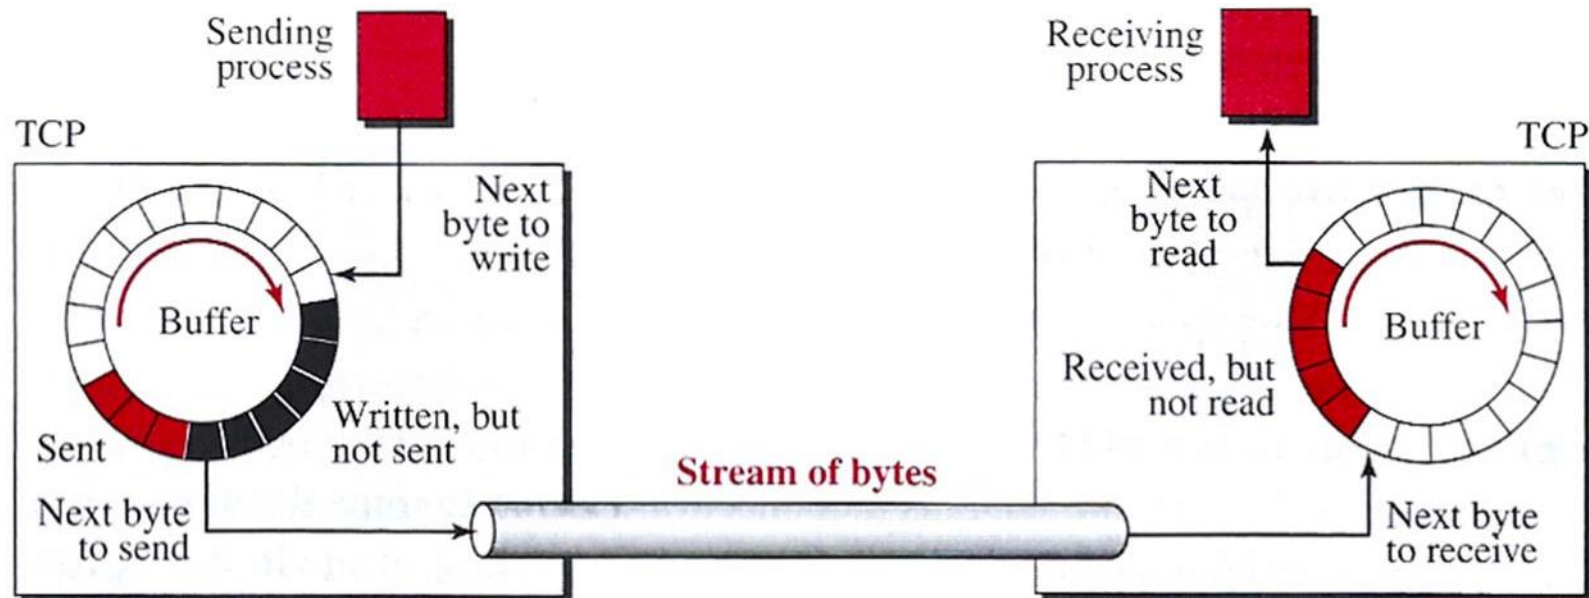 Sending
process
Receiving
process
TCP
TCP
Next
byte to
write
Buffer
Written, but
not sent
Sent
Next byte
to send
Stream of bytes
Next
byte to
read
Buffer
Received, but
not read
Next byte
to receive